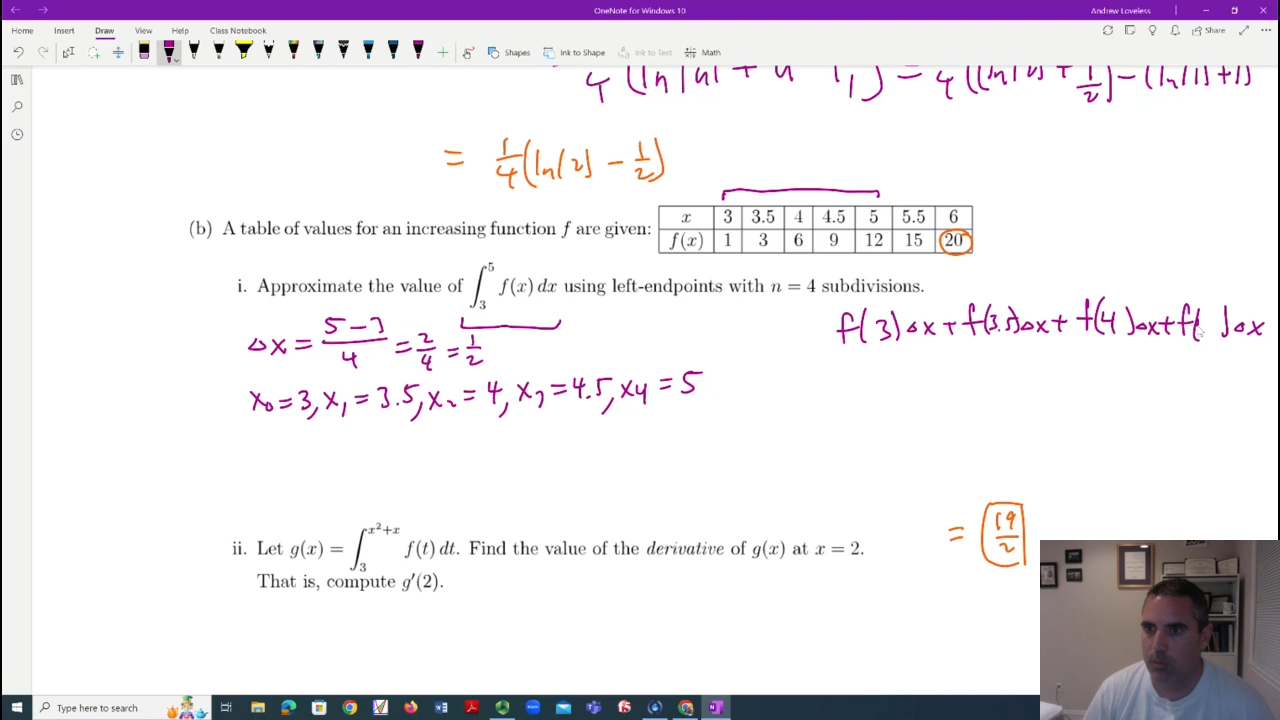 OneNote for Windows 10
Andrew Loveless
Home Insert Draw View Help Class Notebook
Share
Shapes Ink to Shape Ink to Text Math
= 1/4 (ln(2) - 1/2)
(b) A table of values for an increasing function f are given:
x 3 3.5 4 4.5 5 5.5 6
f(x) 1 3 6 9 12 15 20
i. Approximate the value of ∫_3^5 f(x) dx using left-endpoints with n = 4 subdivisions.
f(3)Δx + f(3.5)Δx + f(4)Δx + f( )Δx
Δx = (5-3)/4 = 2/4 = 1/2
x0 = 3, x1 = 3.5, x2 = 4, x3 = 4.5, x4 = 5
ii. Let g(x) = ∫_3^{x²+x} f(t) dt. Find the value of the derivative of g(x) at x = 2.
That is, compute g′(2).
= 19/2
Type here to search